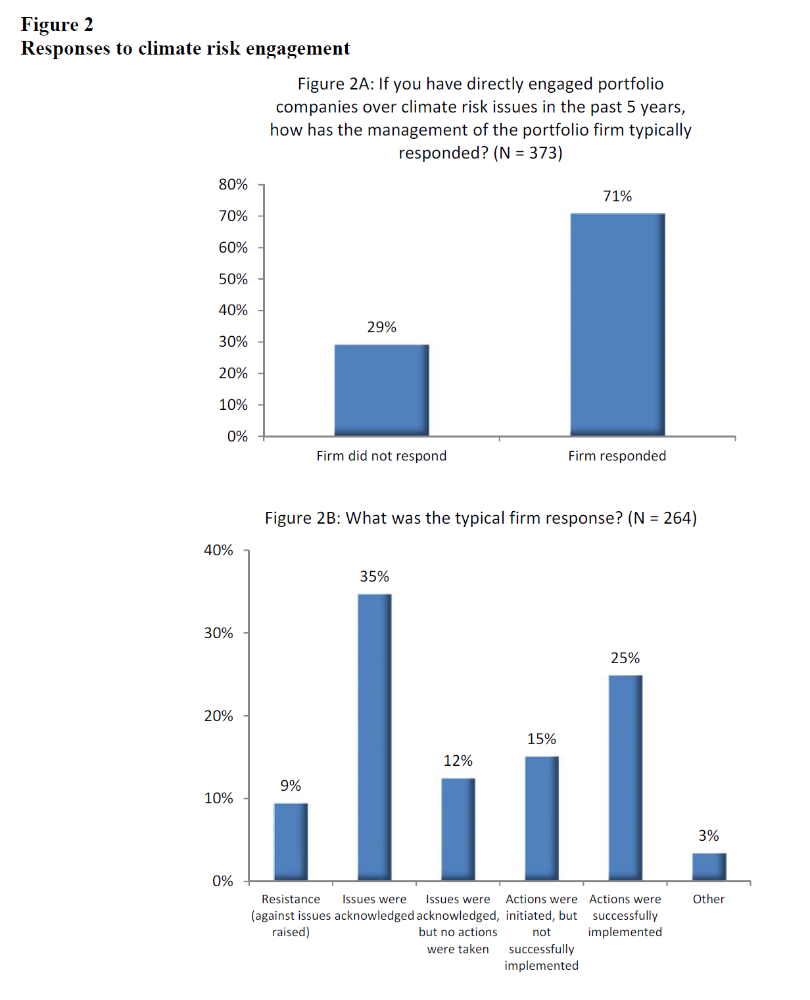 Figure 2
Responses to climate risk engagement
Figure 2A: If you have directly engaged portfolio
companies over climate risk issues in the past 5 years,
how has the management of the portfolio firm typically
responded? (N = 373)
80%
70%
60%
50%
40%
30%
20%
10%
0%
29%
71%
Firm did not respond
Firm responded
Figure 2B: What was the typical firm response? (N = 264)
40%
30%
20%
10%
0%
9%
35%
12%
15%
25%
3%
Resistance
(against issues
raised)
Issues were
acknowledged
Issues were
acknowledged,
but no actions
were taken
Actions were
initiated, but
not
successfully
implemented
Actions were
successfully
implemented
Other